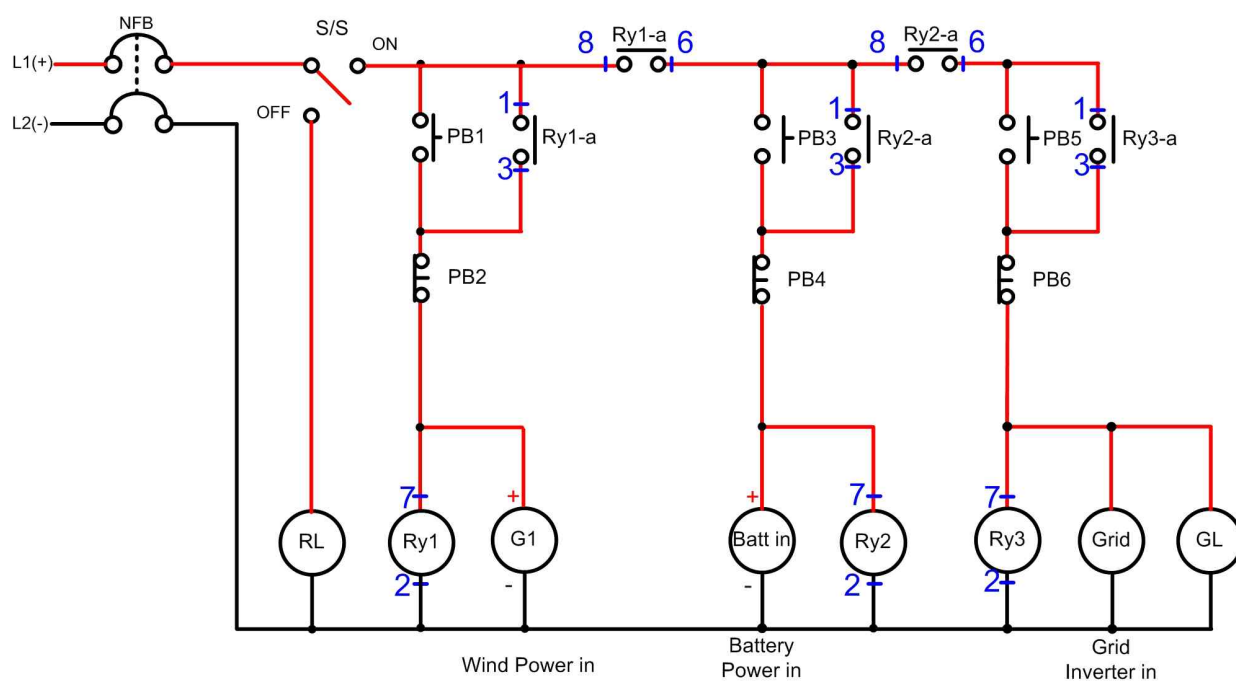 NFB
S/S
ON
L1(+)
L2(-)
OFF
8 Ry1-a 6
8 Ry2-a 6
1
3
PB1
Ry1-a
1
3
PB3
Ry2-a
1
3
PB5
Ry3-a
PB2
PB4
PB6
7
+
+
7
7
RL
Ry1
G1
Batt in
Ry2
Ry3
Grid
GL
2
-
-
2
2
Wind Power in
Battery
Power in
Grid
Inverter in